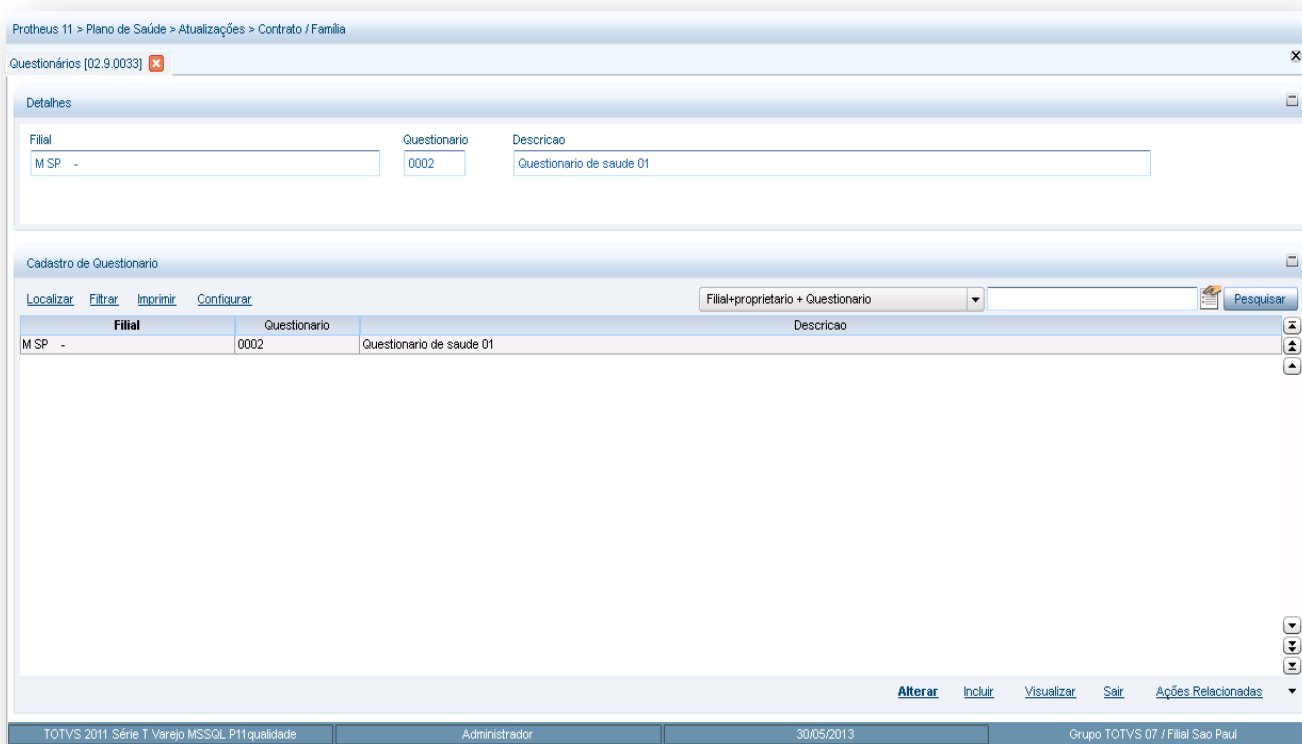 Protheus 11 > Plano de Saúde > Atualizações > Contrato / Família
Questionários [02.9.0033]
Detalhes
Filial Questionario Descricao
M SP - 0002 Questionario de saude 01
Cadastro de Questionario
Localizar Filtrar Imprimir Configurar Filial+proprietario + Questionario Pesquisar
Filial Questionario Descricao
M SP - 0002 Questionario de saude 01
Alterar Incluir Visualizar Sair Ações Relacionadas
TOTVS 2011 Série T Varejo MSSQL P11qualidade Administrador 30/05/2013 Grupo TOTVS 07 / Filial Sao Paul